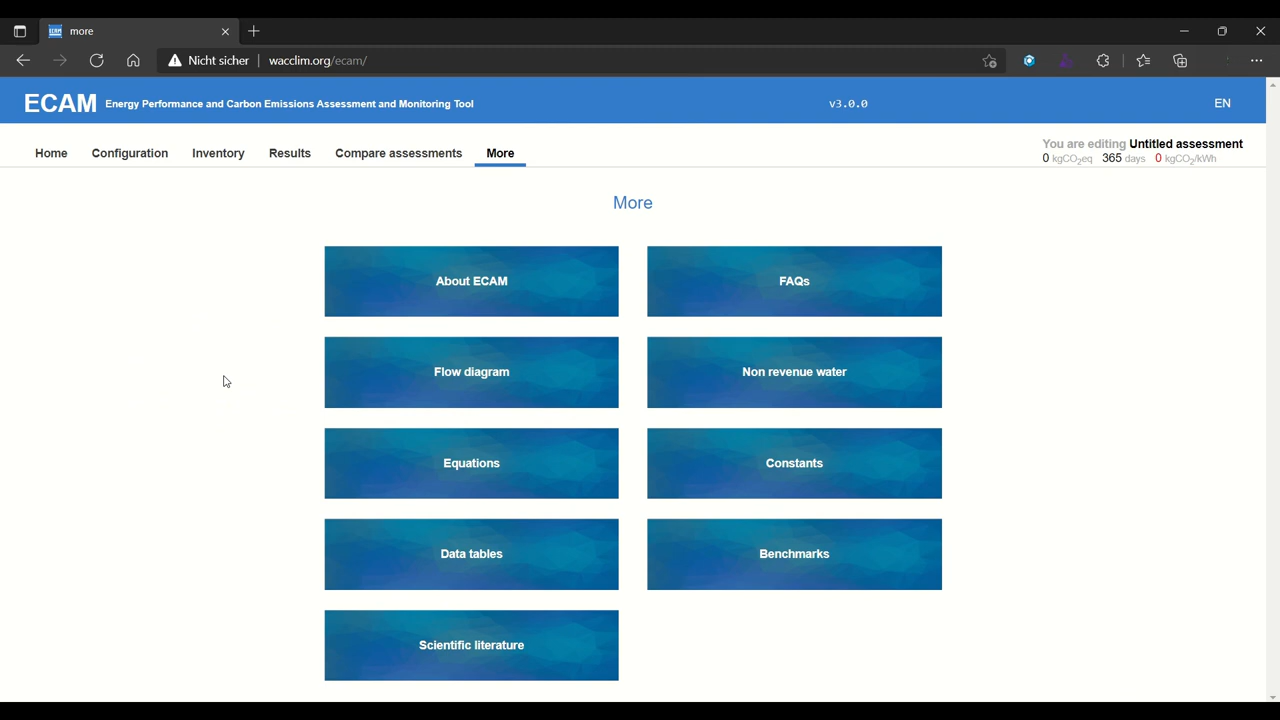 more
Nicht sicher wacclim.org/ecam/
ECAM Energy Performance and Carbon Emissions Assessment and Monitoring Tool v3.0.0 EN
Home Configuration Inventory Results Compare assessments More
You are editing Untitled assessment
0 kgCO₂eq 365 days 0 kgCO₂/kWh
More
About ECAM
FAQs
Flow diagram
Non revenue water
Equations
Constants
Data tables
Benchmarks
Scientific literature